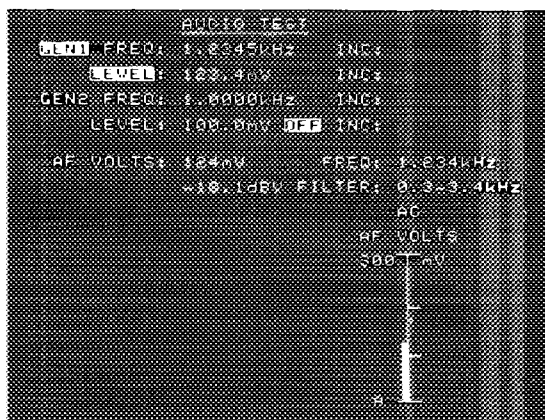 AUDIO TEST
GEN1 FREQ: 1.2345kHz INC:
LEVEL: 123.4mV INC:
GEN2 FREQ: 1.0000kHz INC:
LEVEL: 100.0mV OFF INC:
AF VOLTS: 124mV FREQ: 1.234kHz
-18.1dBV FILTER: 0.3-3.4kHz
AC
AF VOLTS
300 mV
0